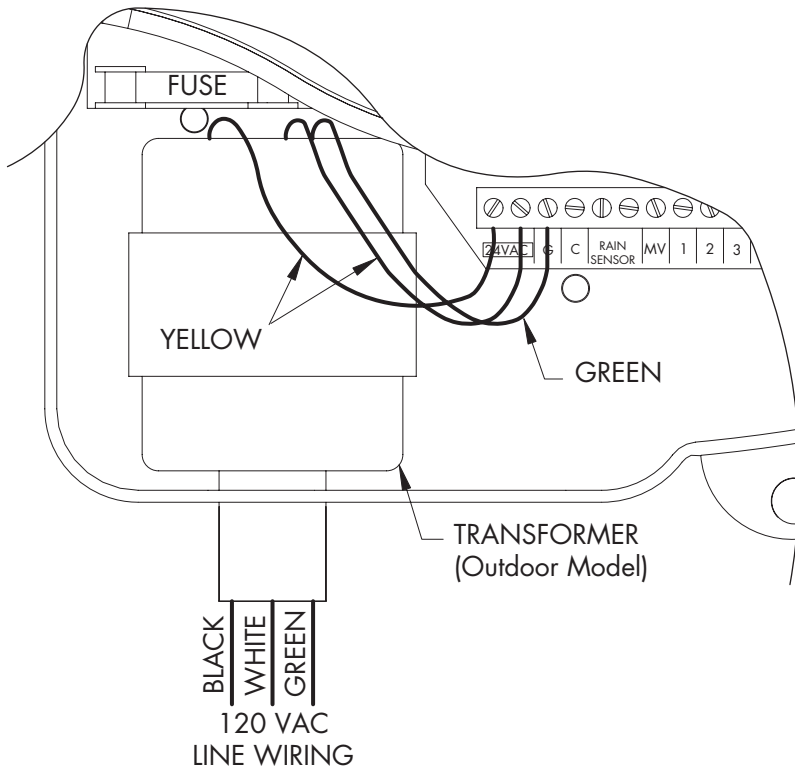 FUSE
24VAC G C RAIN SENSOR MV 1 2 3
YELLOW
GREEN
TRANSFORMER
(Outdoor Model)
BLACK
WHITE
GREEN
120 VAC
LINE WIRING